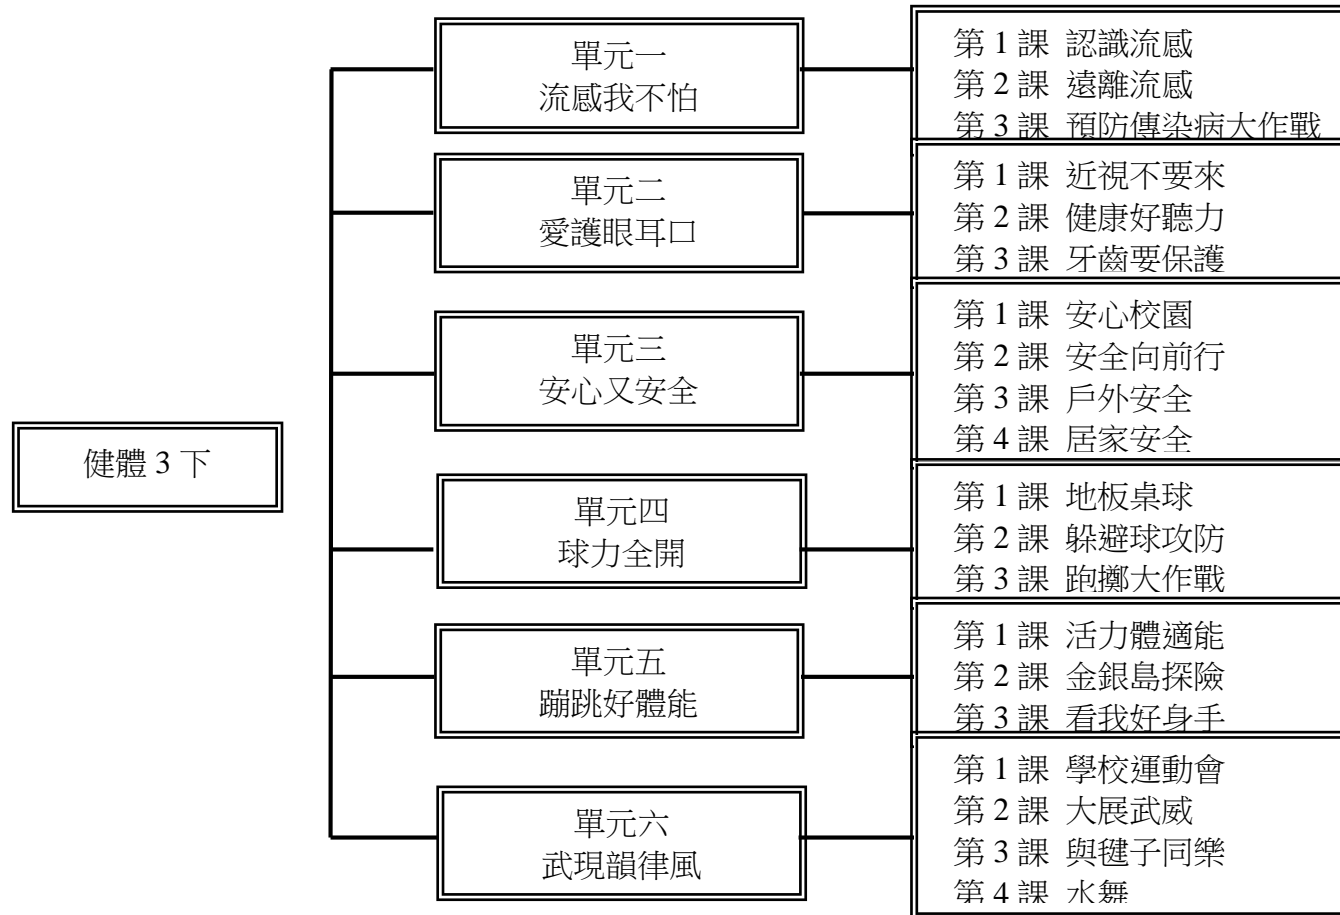 健體 3 下
單元一
流感我不怕
第 1 課 認識流感
第 2 課 遠離流感
第 3 課 預防傳染病大作戰
單元二
愛護眼耳口
第 1 課 近視不要來
第 2 課 健康好聽力
第 3 課 牙齒要保護
單元三
安心又安全
第 1 課 安心校園
第 2 課 安全向前行
第 3 課 戶外安全
第 4 課 居家安全
單元四
球力全開
第 1 課 地板桌球
第 2 課 躲避球攻防
第 3 課 跑擲大作戰
單元五
蹦跳好體能
第 1 課 活力體適能
第 2 課 金銀島探險
第 3 課 看我好身手
單元六
武現韻律風
第 1 課 學校運動會
第 2 課 大展武威
第 3 課 與毽子同樂
第 4 課 水舞